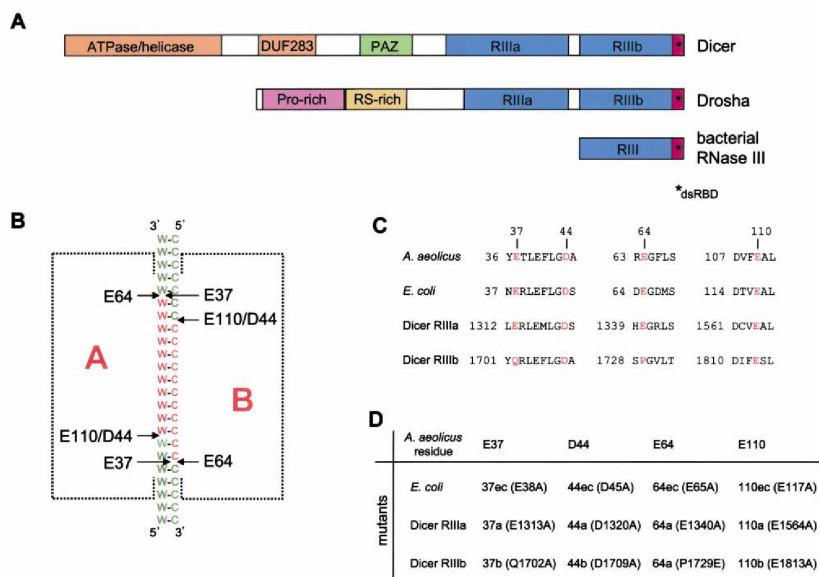 A
ATPase/helicase DUF283 PAZ RIIIa RIIIb * Dicer
Pro-rich RS-rich RIIIa RIIIb * Drosha
RIII * bacterial
RNase III
*dsRBD
B
3' 5'
W-C
W-C
W-C
W-C
W-C
E64 E37
W-C
W-C
E110/D44
W-C
W-C
W-C
W-C
W-C
W-C
W-C
W-C
W-C
E110/D44
W-C
W-C
E37 E64
W-C
W-C
W-C
W-C
W-C
5' 3'
A
B
C
37 44 64 110
A. aeolicus 36 YETLEFLGDA 63 REGFLS 107 DVFEAL
E. coli 37 NERLEFLGDS 64 DEGDMS 114 DTVEAL
Dicer RIIIa 1312 LERLEMLGDS 1339 HEGRLS 1561 DCVEAL
Dicer RIIIb 1701 YQRLEFLGDA 1728 SPGVLT 1810 DIFESL
D
A. aeolicus
residue E37 D44 E64 E110
mutants
E. coli 37ec (E38A) 44ec (D45A) 64ec (E65A) 110ec (E117A)
Dicer RIIIa 37a (E1313A) 44a (D1320A) 64a (E1340A) 110a (E1564A)
Dicer RIIIb 37b (Q1702A) 44b (D1709A) 64a (P1729E) 110b (E1813A)